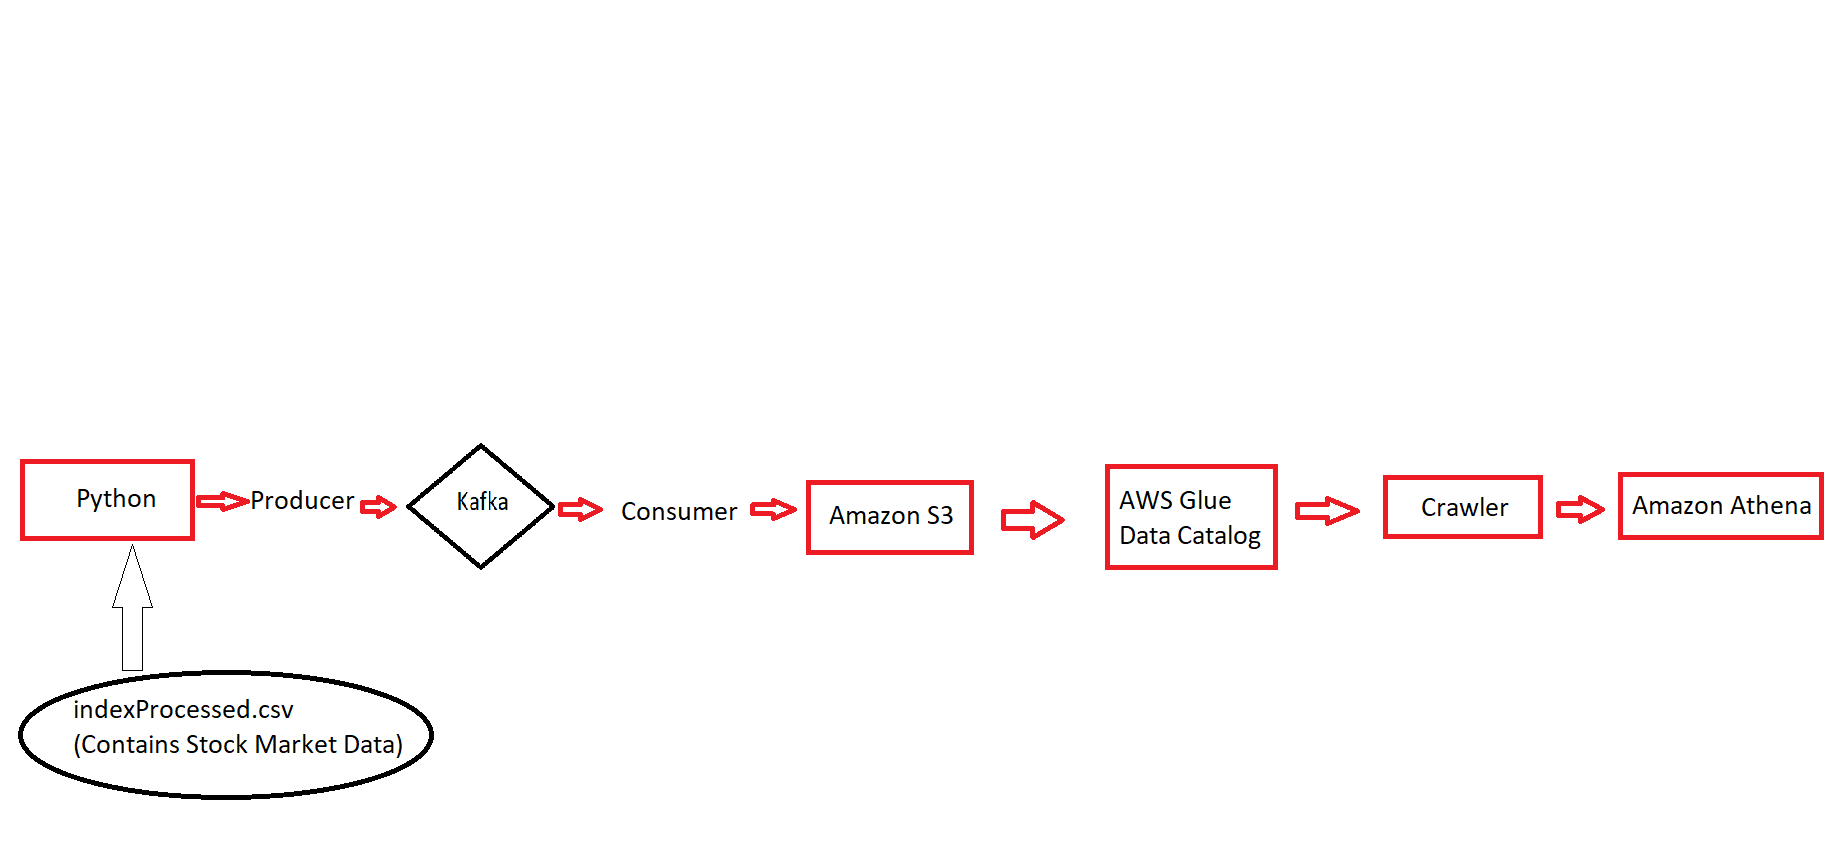 Python
Producer
Kafka
Consumer
Amazon S3
AWS Glue
Data Catalog
Crawler
Amazon Athena
indexProcessed.csv
(Contains Stock Market Data)